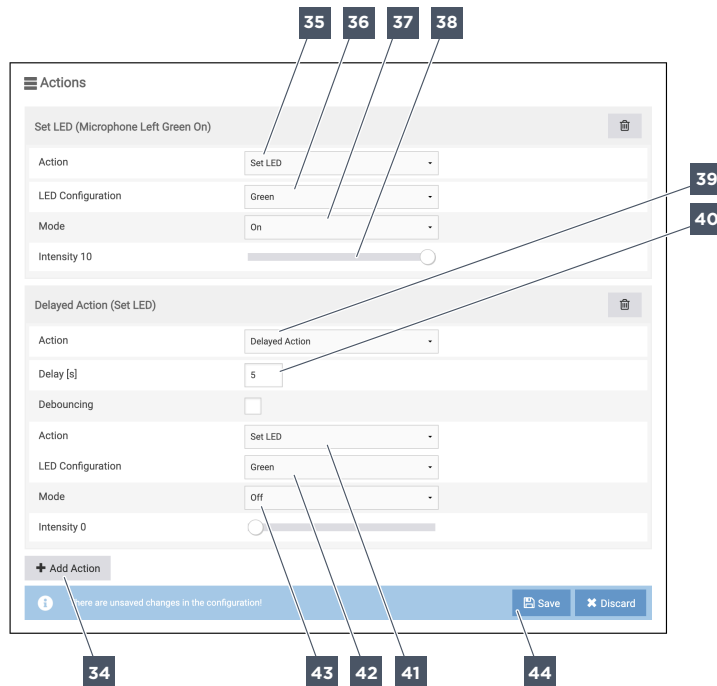 35 36 37 38
Actions
Set LED (Microphone Left Green On)
Action Set LED
39
LED Configuration Green
40
Mode On
Intensity 10
Delayed Action (Set LED)
Action Delayed Action
Delay [s] 5
Debouncing
Action Set LED
LED Configuration Green
Mode Off
Intensity 0
+ Add Action
here are unsaved changes in the configuration! Save Discard
34 43 42 41 44